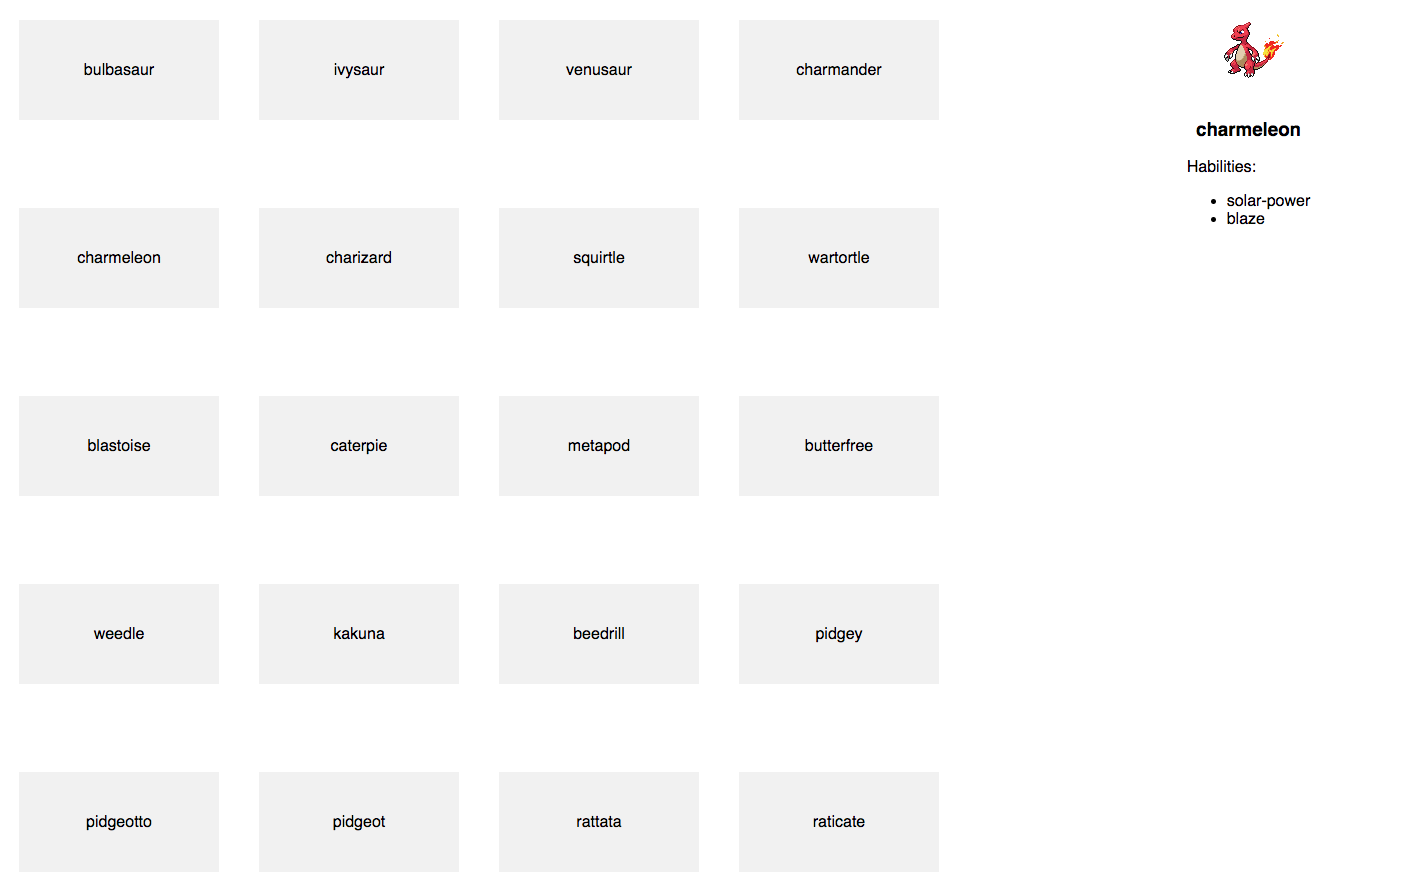 bulbasaur
ivysaur
venusaur
charmander
charmeleon
charizard
squirtle
wartortle
blastoise
caterpie
metapod
butterfree
weedle
kakuna
beedrill
pidgey
pidgeotto
pidgeot
rattata
raticate
charmeleon
Habilities:
solar-power
blaze